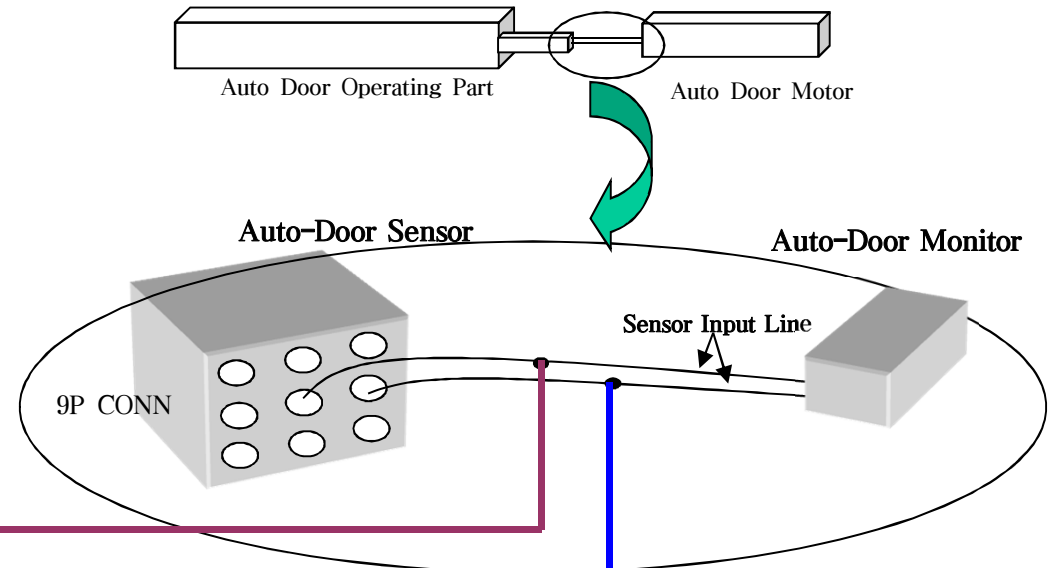 Auto Door Operating Part
Auto Door Motor
Auto-Door Sensor
Auto-Door Monitor
Sensor Input Line
9P CONN